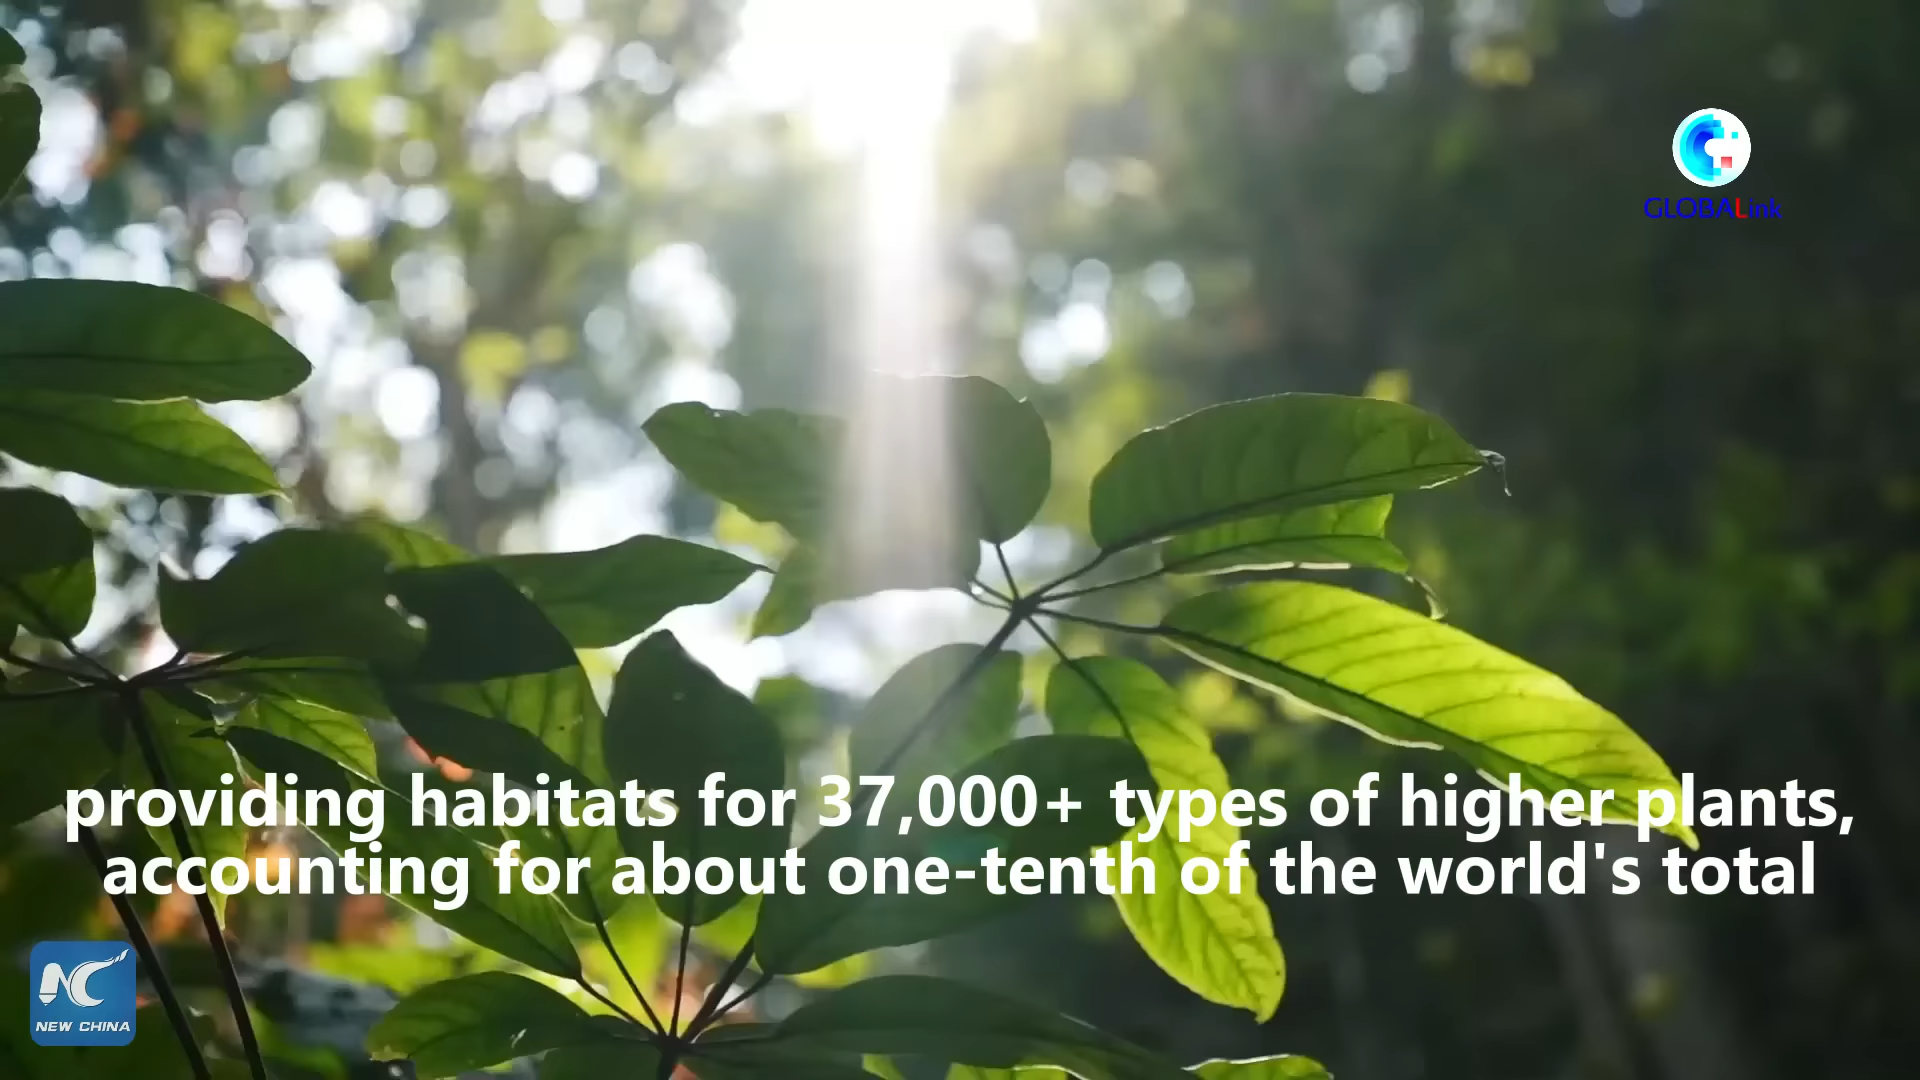 GLOBALink
providing habitats for 37,000+ types of higher plants,
accounting for about one-tenth of the world's total
NEW CHINA